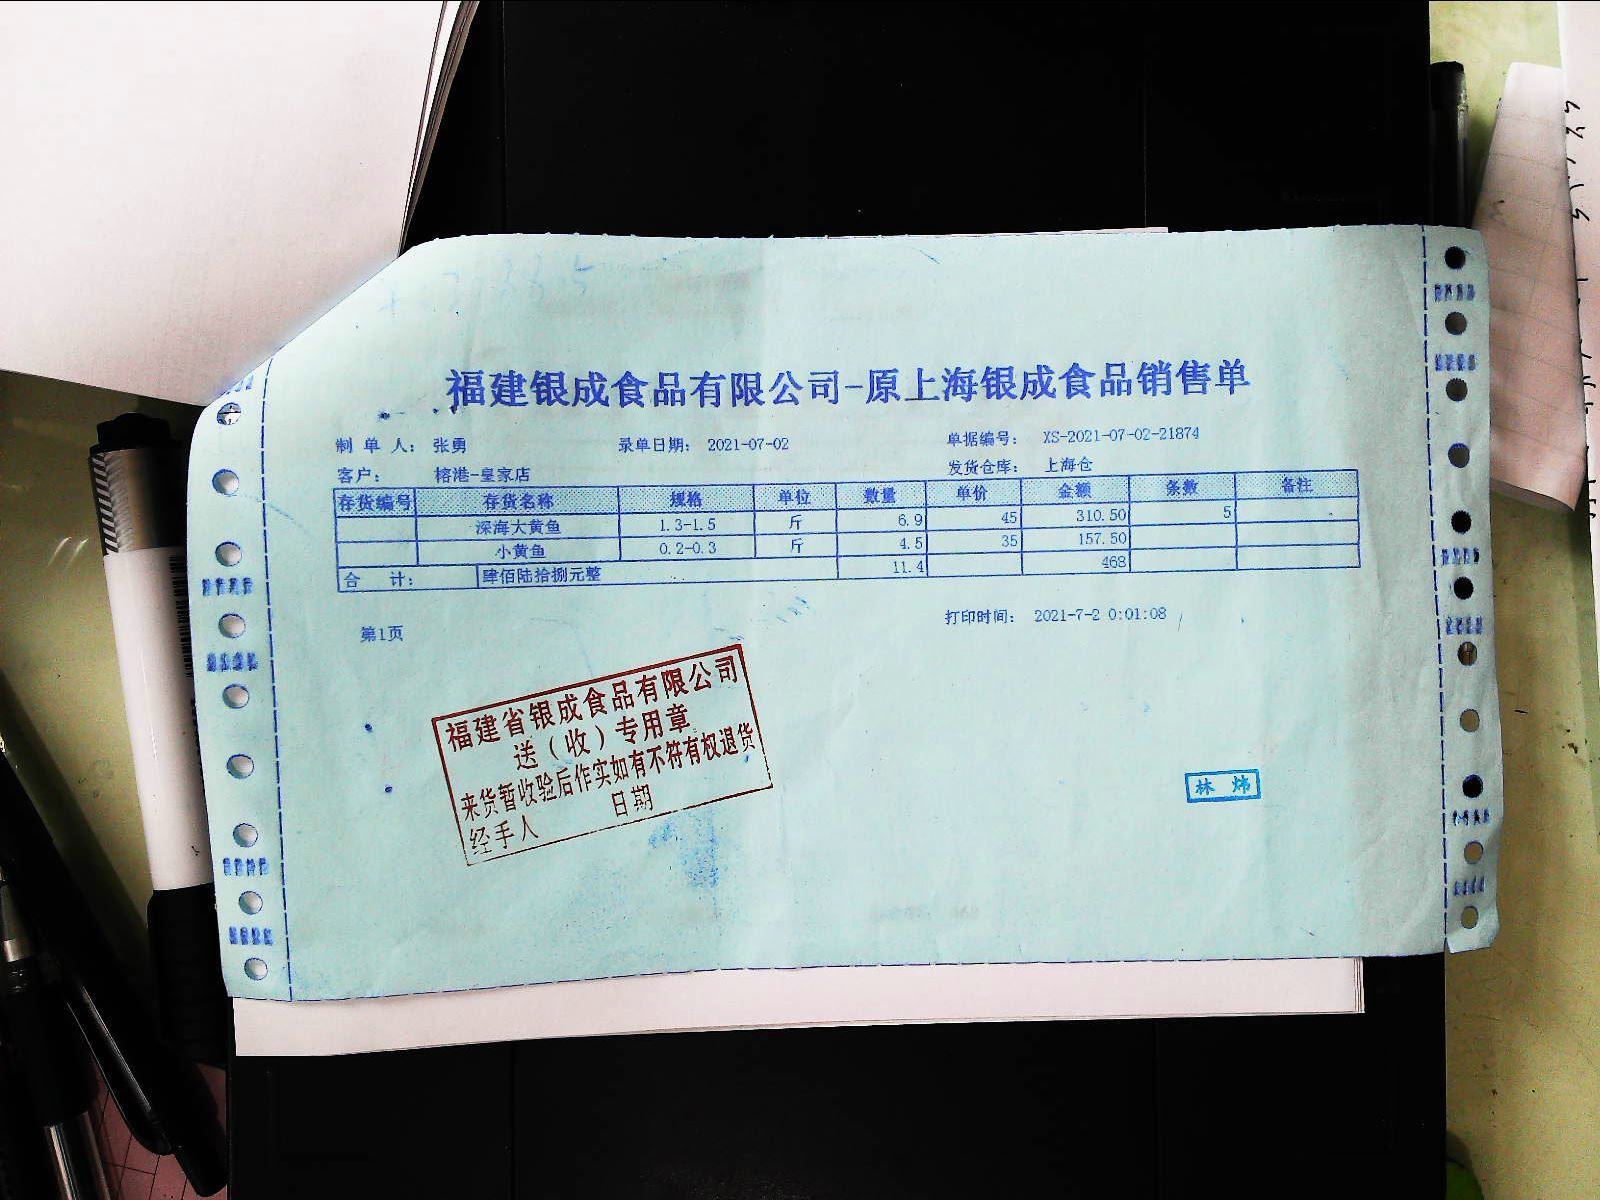 福建银成食品有限公司-原上海银成食品销售单
制 单 人： 张勇 录单日期： 2021-07-02 单据编号： XS-2021-07-02-21874
客户： 榕港-皇家店 发货仓库： 上海仓
存货编号 存货名称 规格 单位 数量 单价 金额 条数 备注
深海大黄鱼 1.3-1.5 斤 6.9 45 310.50 5
小黄鱼 0.2-0.3 斤 4.5 35 157.50
合 计： 肆佰陆拾捌元整 11.4 468
第1页 打印时间： 2021-7-2 0:01:08
福建省银成食品有限公司
送（收）专用章
来货暂收验后作实如有不符有权退货
经手人 日期
林 炜